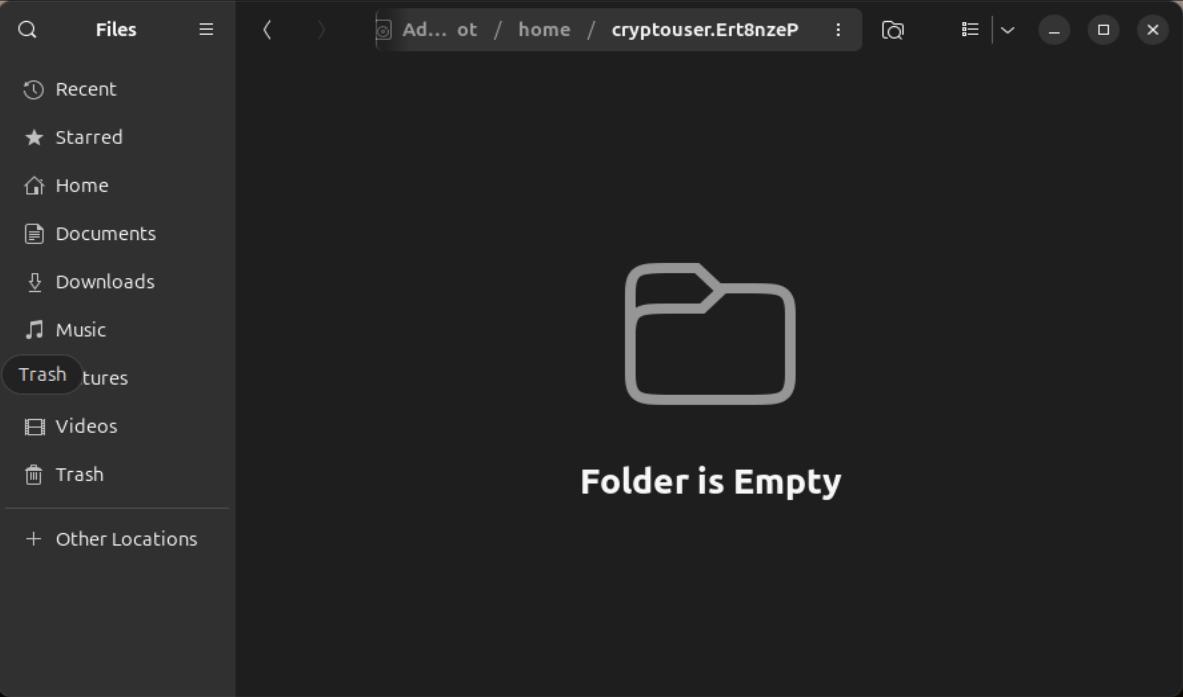 Files
Ad... ot / home / cryptouser.Ert8nzeP
Recent
Starred
Home
Documents
Downloads
Music
Trash
tures
Videos
Trash
Other Locations
Folder is Empty